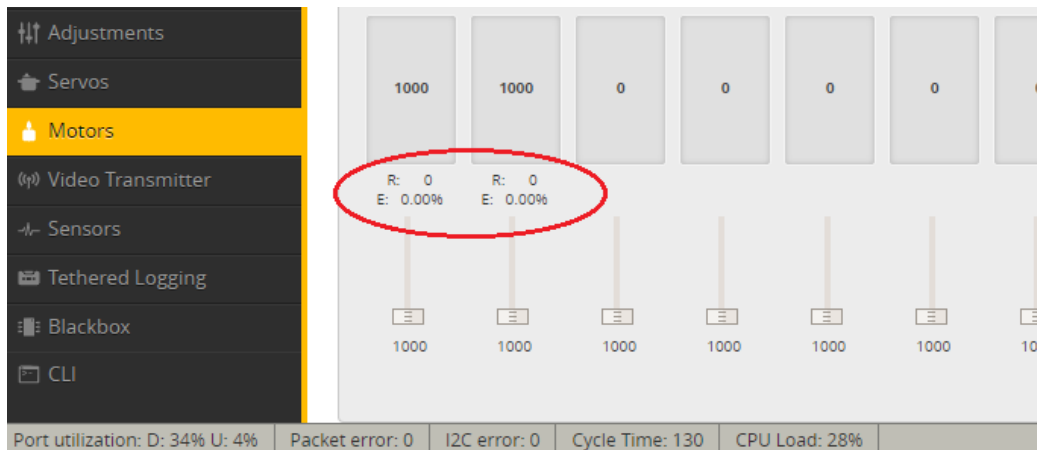 Adjustments
Servos
Motors
Video Transmitter
Sensors
Tethered Logging
Blackbox
CLI
1000 1000 0 0 0 0
R: 0 R: 0
E: 0.00% E: 0.00%
1000 1000 1000 1000 1000 1000 10
Port utilization: D: 34% U: 4% Packet error: 0 I2C error: 0 Cycle Time: 130 CPU Load: 28%